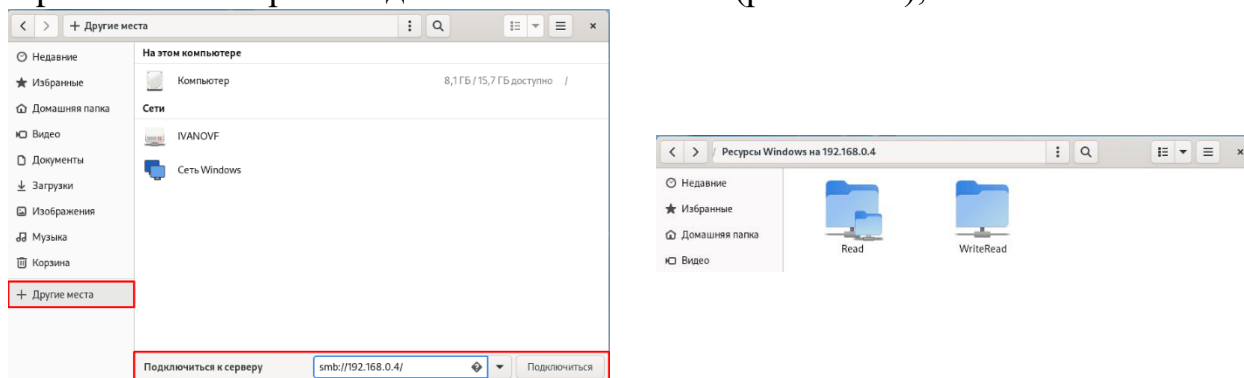 + Другие места
Недавние
Избранные
Домашняя папка
Видео
Документы
Загрузки
Изображения
Музыка
Корзина
+ Другие места
На этом компьютере
Компьютер 8,1 ГБ / 15,7 ГБ доступно /
Сети
IVANOVF
Сеть Windows
Подключиться к серверу smb://192.168.0.4/ Подключиться
/ Ресурсы Windows на 192.168.0.4
Недавние
Избранные
Домашняя папка
Видео
Read WriteRead